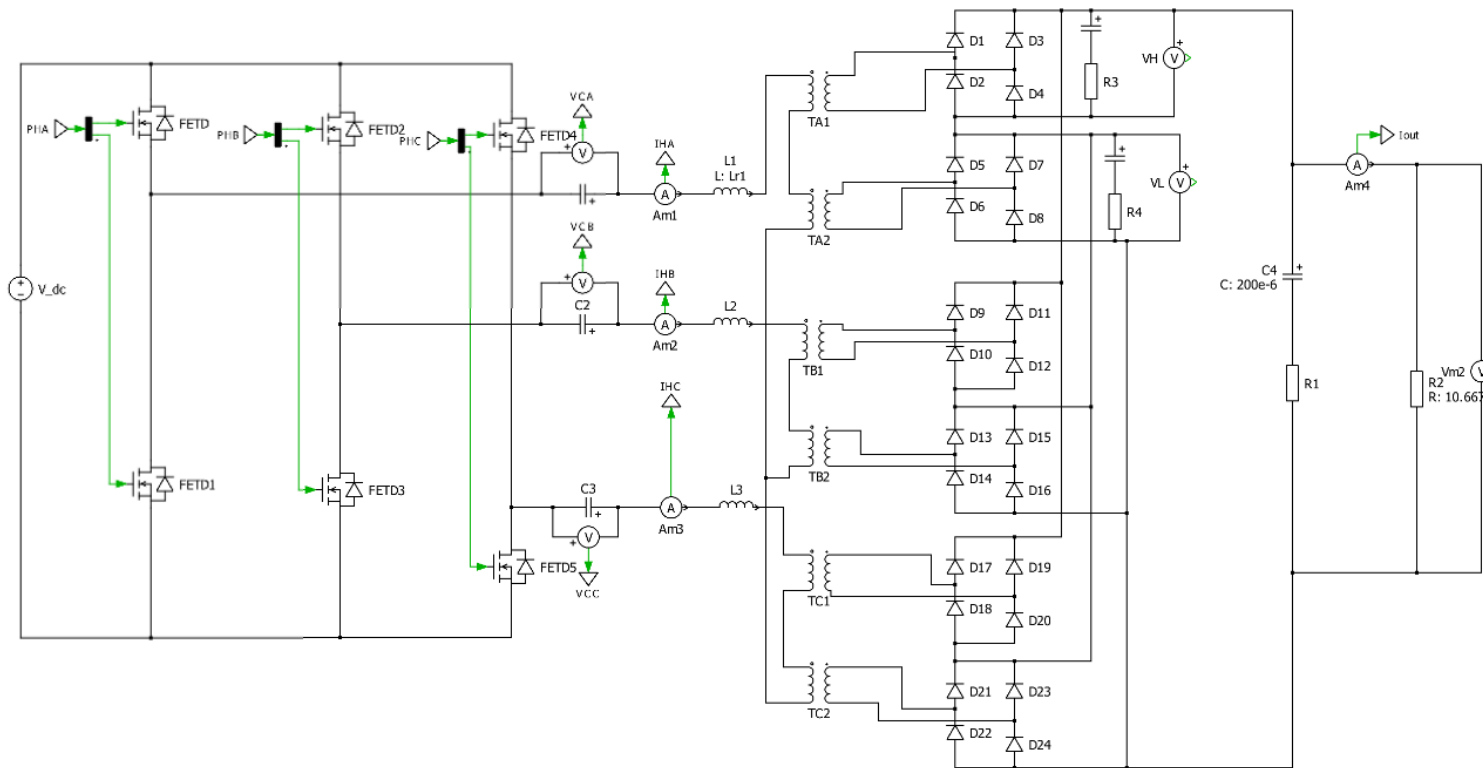 D1
D3
VH
V
R3
D2
D4
TA1
VCA
V
PHA
FETD
PHB
FETD2
PHC
FETD4
IHA
L1
L: Lr1
A
Am1
D5
D7
VL
V
R4
D6
D8
TA2
Iout
A
Am4
VCB
V
IHB
C2
A
Am2
L2
V_dc
TB1
D9
D11
D10
D12
C4
C: 200e-6
R1
R2
R: 10.667
Vm2
V
IHC
D13
D15
TB2
D14
D16
FETD1
FETD3
C3
A
Am3
L3
V
VCC
FETD5
TC1
D17
D19
D18
D20
TC2
D21
D23
D22
D24